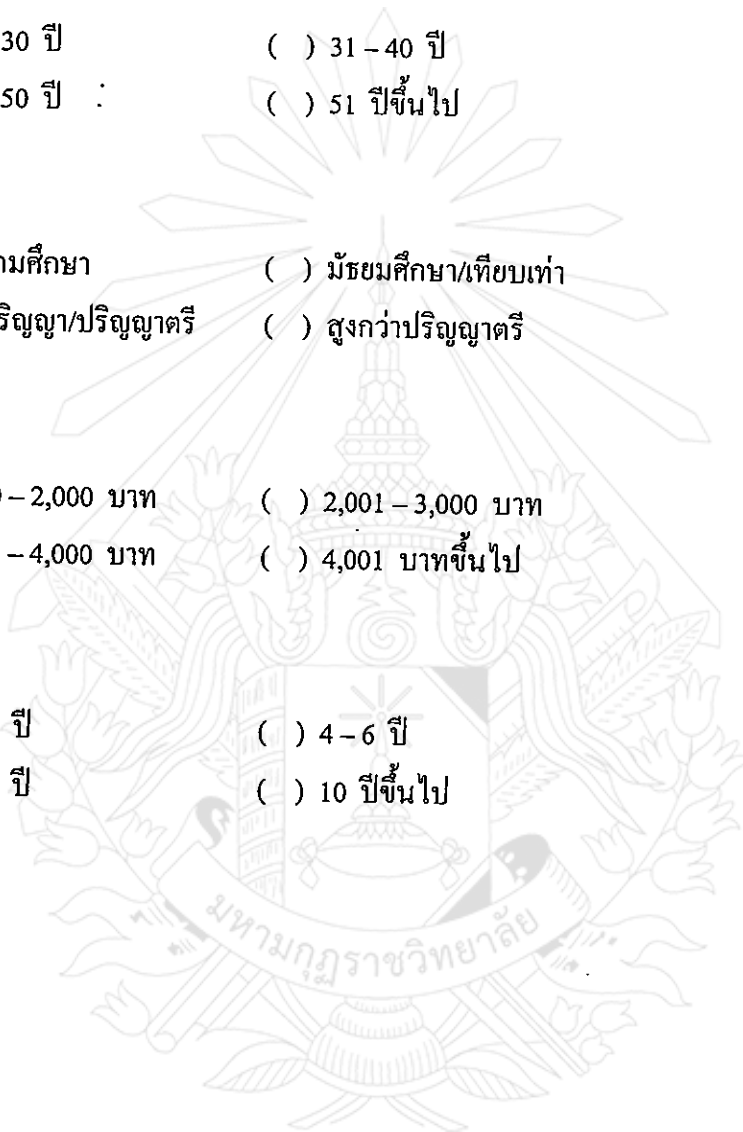 30 ปี ( ) 31 – 40 ปี
50 ปี : ( ) 51 ปีขึ้นไป
ามศึกษา ( ) มัธยมศึกษา/เทียบเท่า
ริญญา/ปริญญาตรี ( ) สูงกว่าปริญญาตรี
– 2,000 บาท ( ) 2,001 – 3,000 บาท
– 4,000 บาท ( ) 4,001 บาทขึ้นไป
ปี ( ) 4 – 6 ปี
ปี ( ) 10 ปีขึ้นไป
มหามกุฏราชวิทยาลัย